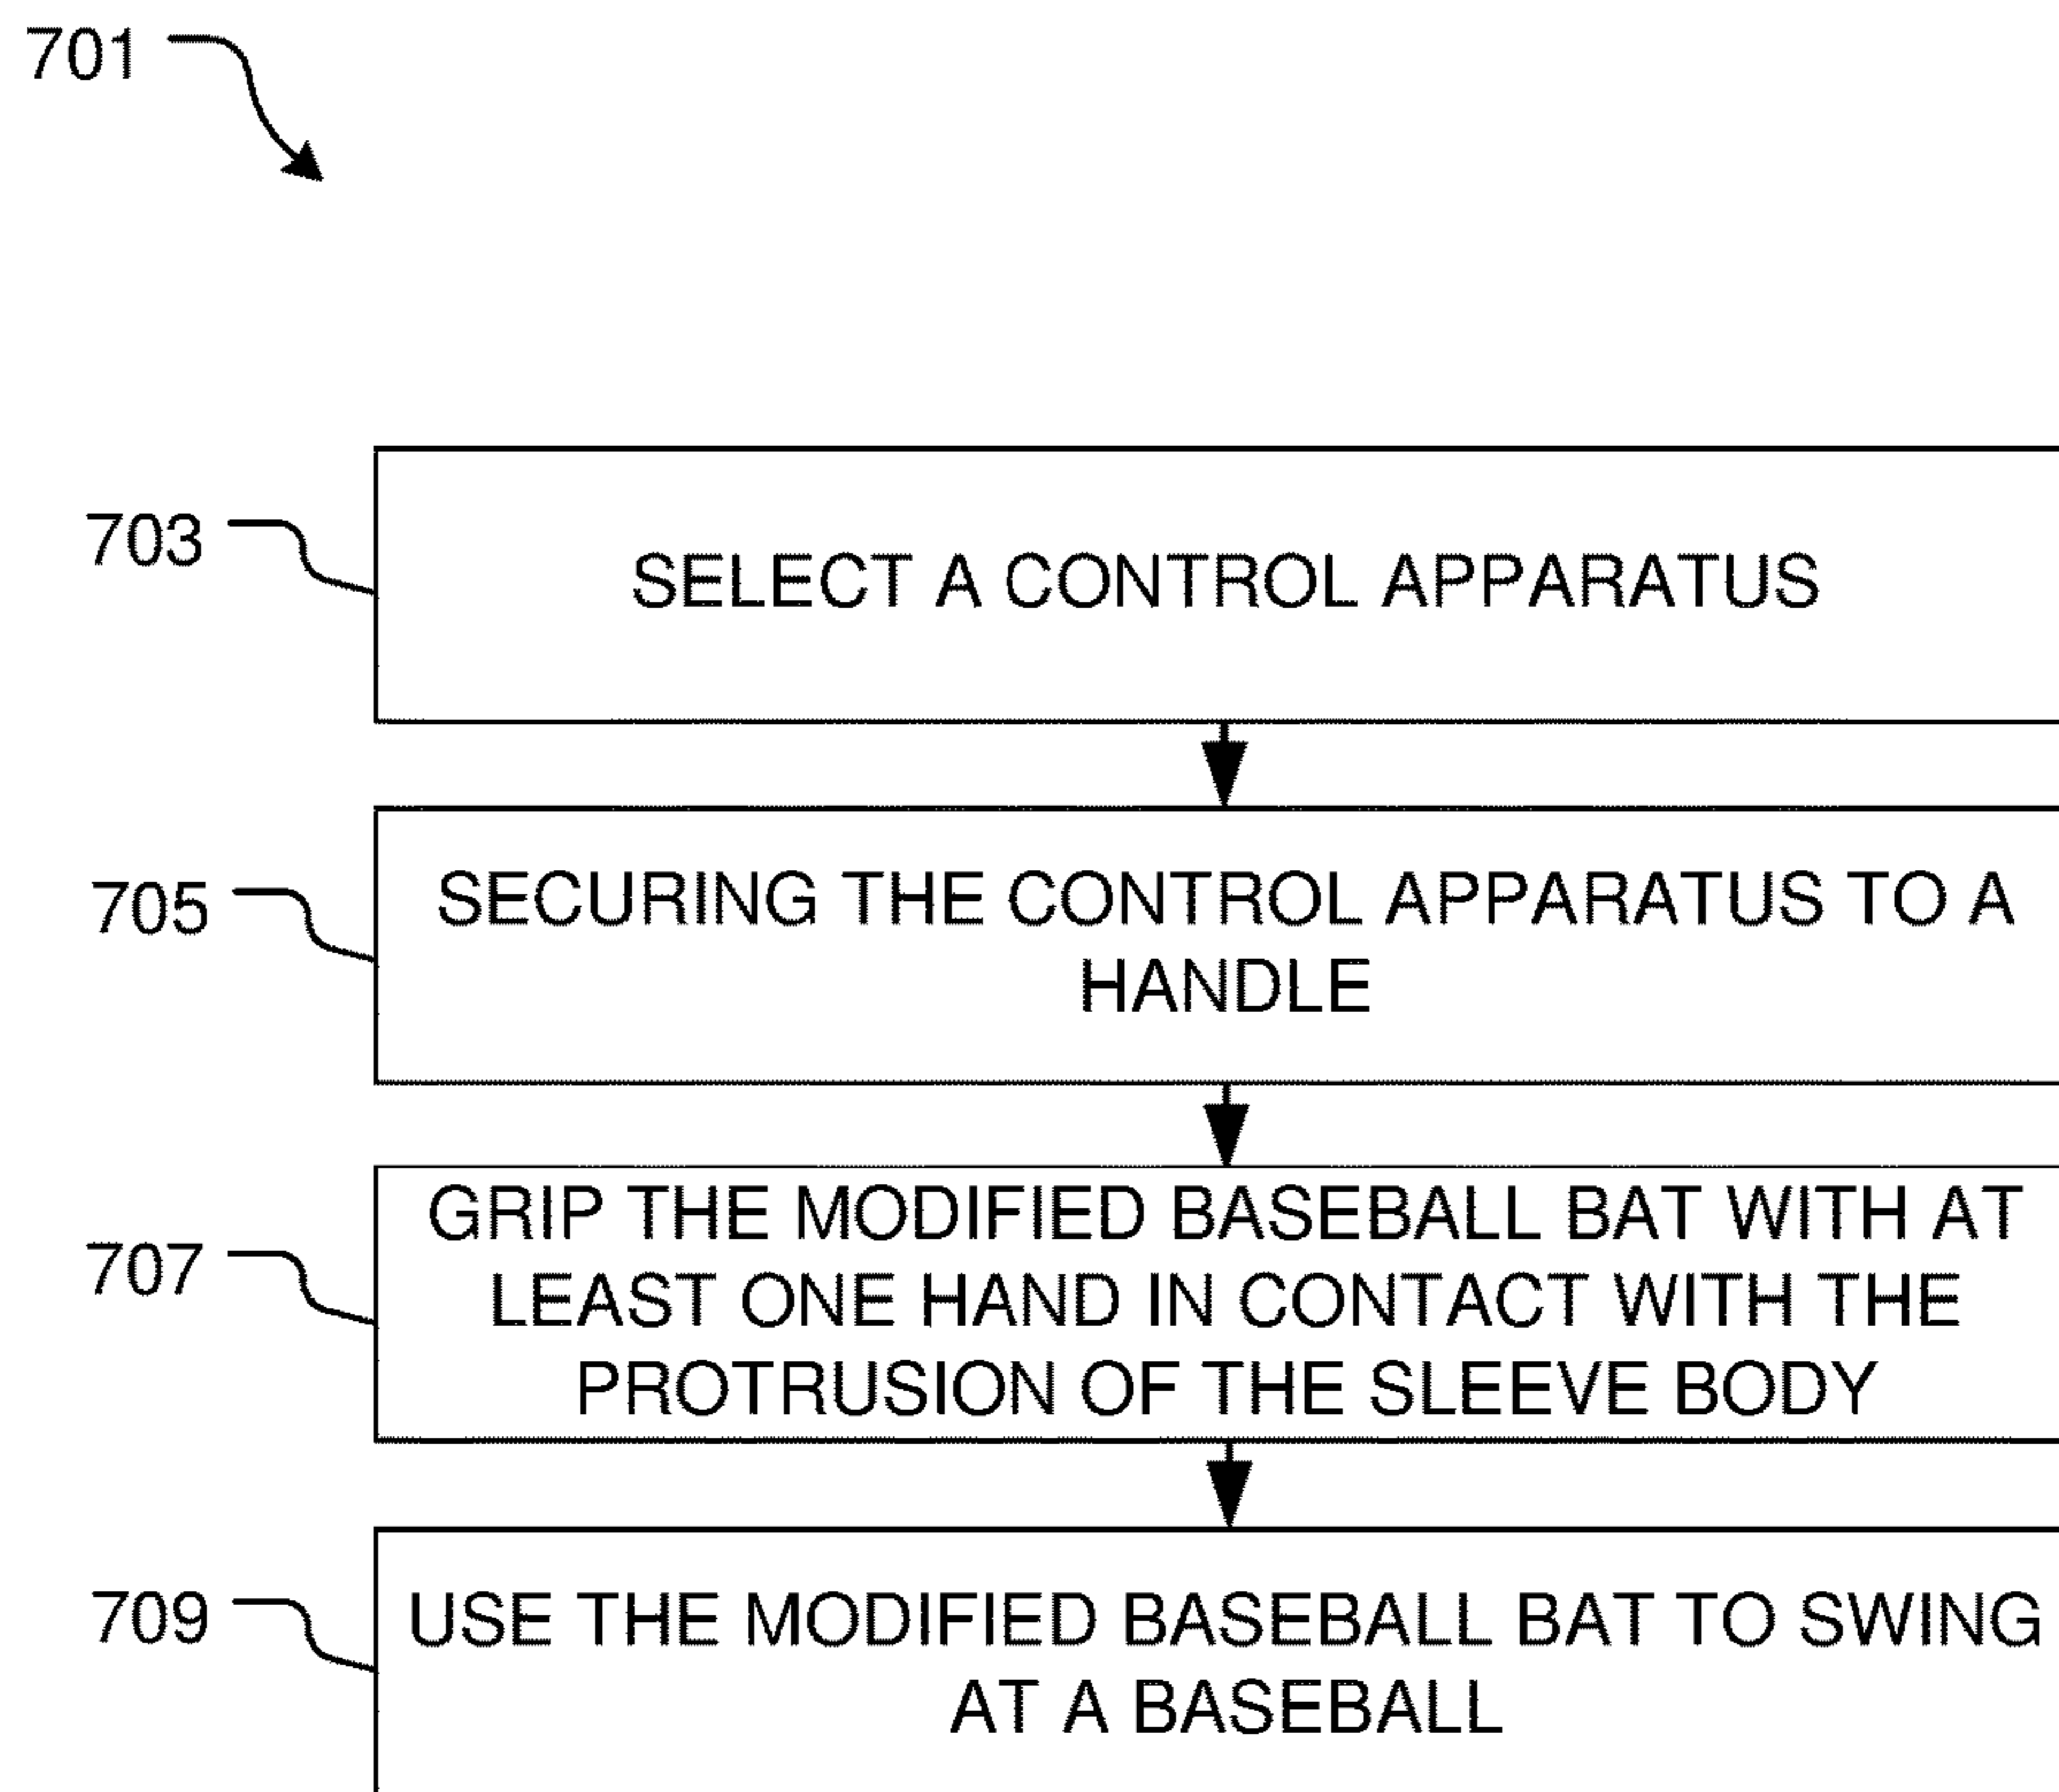 701
703
SELECT A CONTROL APPARATUS
705
SECURING THE CONTROL APPARATUS TO A
HANDLE
707
GRIP THE MODIFIED BASEBALL BAT WITH AT
LEAST ONE HAND IN CONTACT WITH THE
PROTRUSION OF THE SLEEVE BODY
709
USE THE MODIFIED BASEBALL BAT TO SWING
AT A BASEBALL